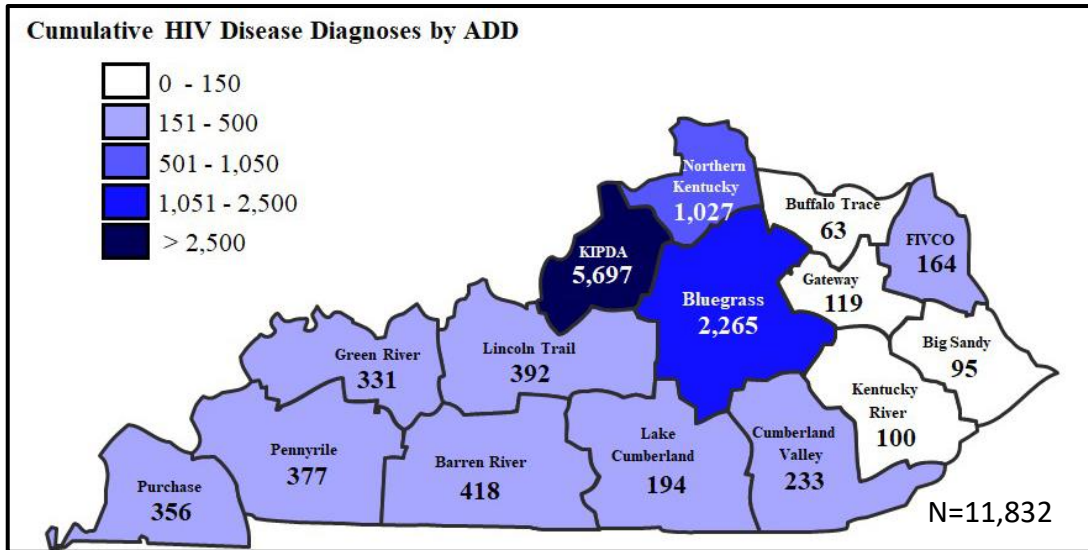 Cumulative HIV Disease Diagnoses by ADD
0 - 150
151 - 500
501 - 1,050
1,051 - 2,500
> 2,500
Northern
Kentucky
1,027
Buffalo Trace
63
FIVCO
164
KIPDA
5,697
Gateway
119
Bluegrass
2,265
Big Sandy
95
Green River
331
Lincoln Trail
392
Kentucky
River
100
Pennyrile
377
Barren River
418
Lake
Cumberland
194
Cumberland
Valley
233
Purchase
356
N=11,832